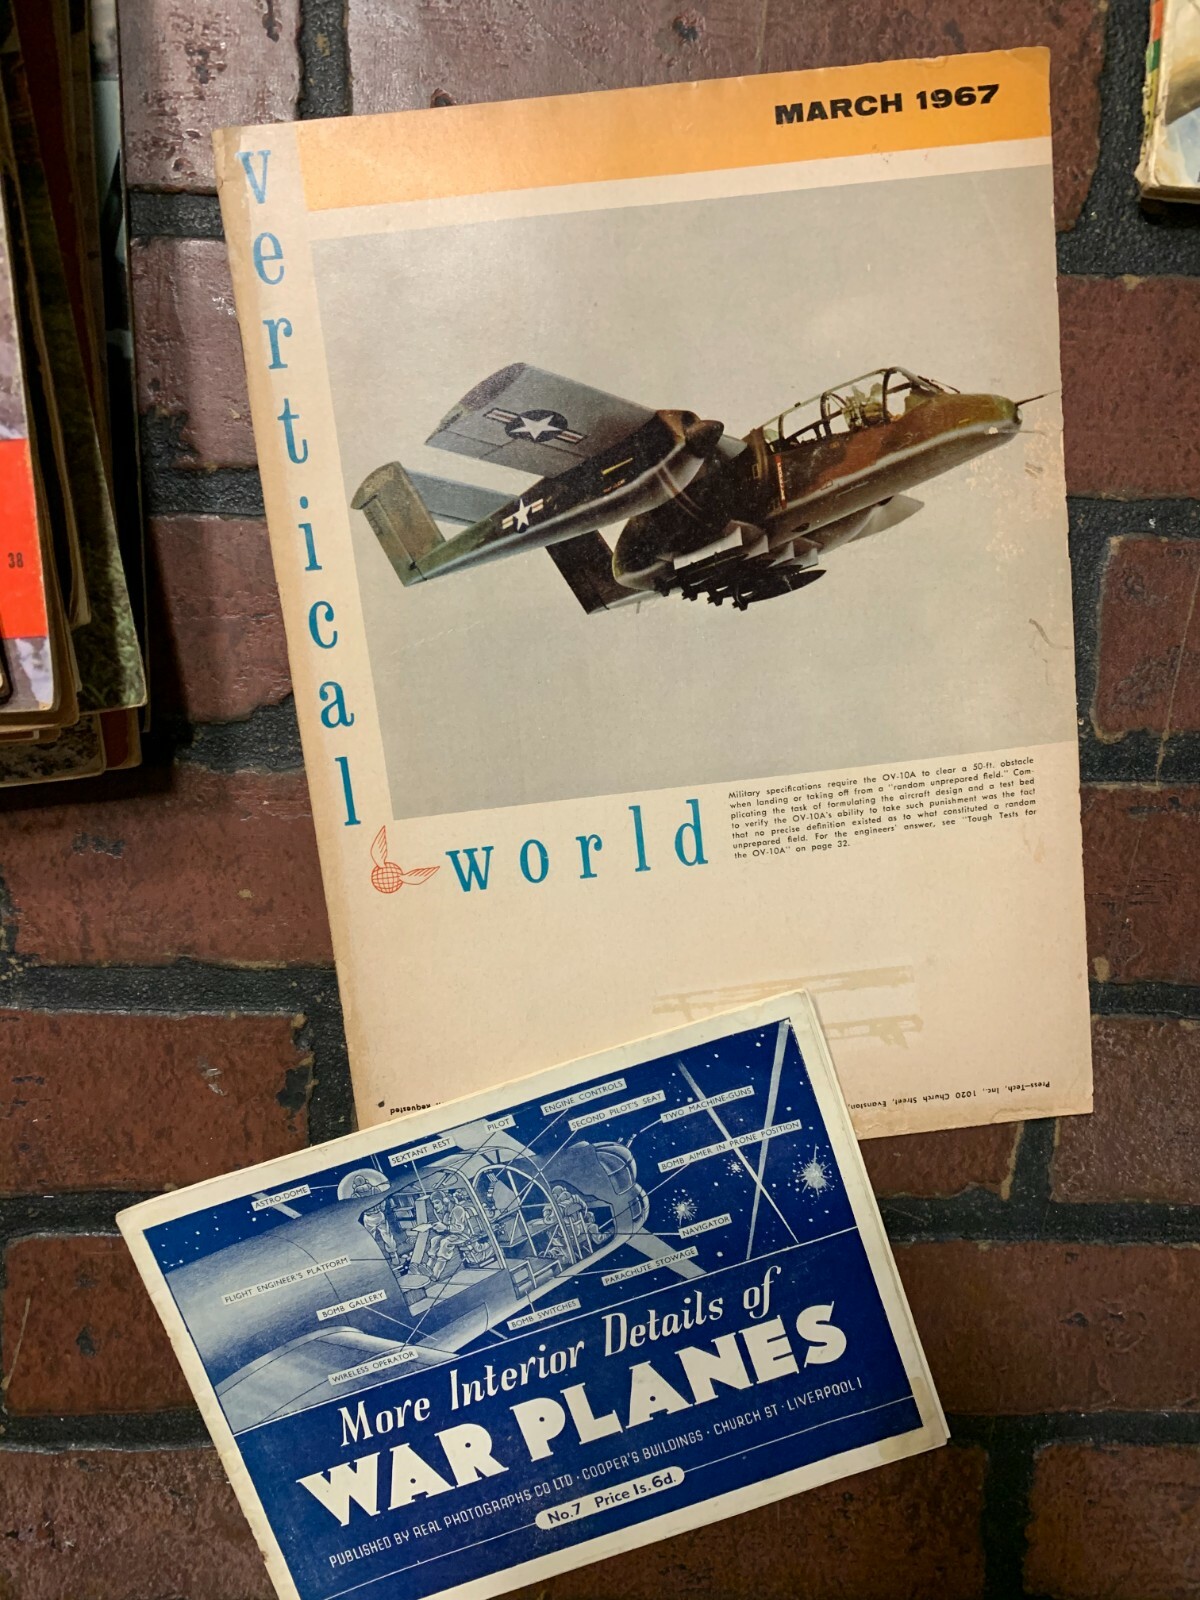 MARCH 1967
vertical
world
Military specifications require the OV-10A to clear a 50-ft. obstacle
when landing or taking off from a "random unprepared field." Com-
plicating the task of formulating the aircraft design and a test bed
to verify the OV-10A's ability to take such punishment was the fact
that no precise definition existed as to what constituted a random
unprepared field. For the engineers' answer, see "Tough Tests for
the OV-10A" on page 32.
Press-Tech, Inc., 1020 Church Street, Evanston,
Requested
38
ENGINE CONTROLS
SECOND PILOT'S SEAT
TWO MACHINE-GUNS
PILOT
SEXTANT REST
BOMB AIMER IN PRONE POSITION
ASTRO-DOME
NAVIGATOR
FLIGHT ENGINEER'S PLATFORM
PARACHUTE STOWAGE
BOMB GALLERY
BOMB SWITCHES
WIRELESS OPERATOR
More Interior Details of
WAR PLANES
PUBLISHED BY REAL PHOTOGRAPHS CO LTD · COOPER'S BUILDINGS · CHURCH ST · LIVERPOOL 1
No.7 Price 1s. 6d.